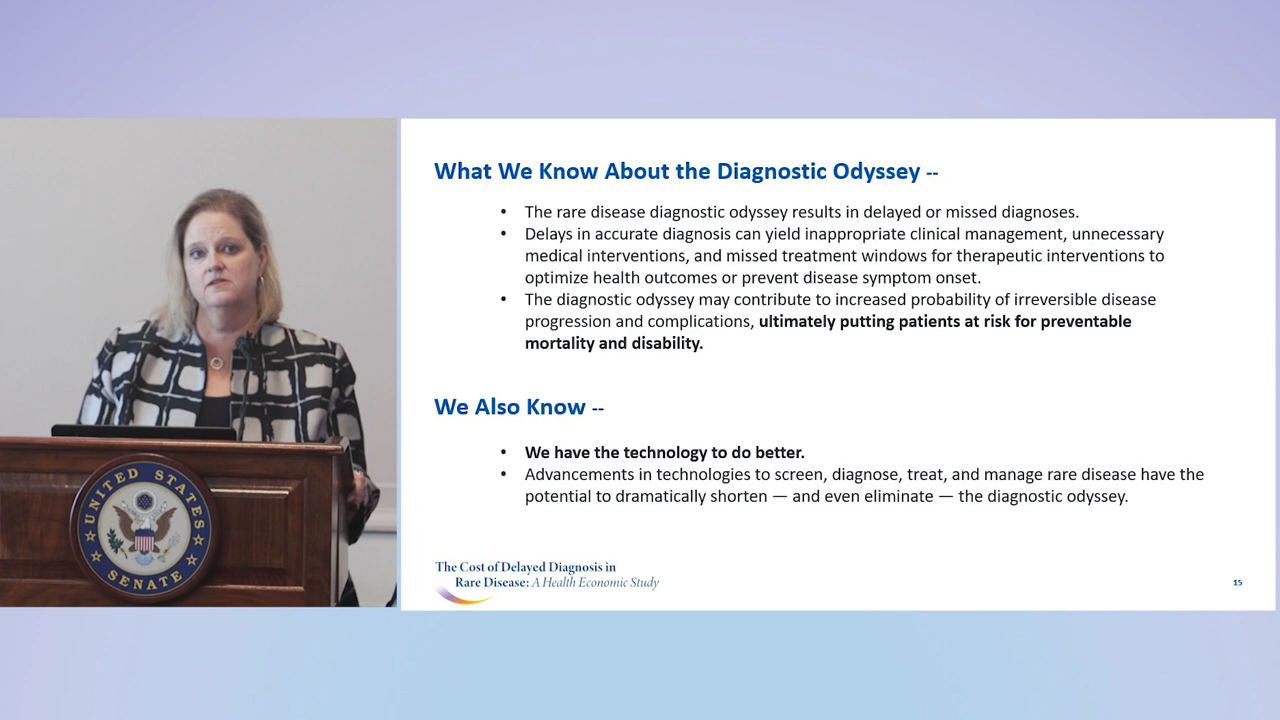 What We Know About the Diagnostic Odyssey --
• The rare disease diagnostic odyssey results in delayed or missed diagnoses.
• Delays in accurate diagnosis can yield inappropriate clinical management, unnecessary
medical interventions, and missed treatment windows for therapeutic interventions to
optimize health outcomes or prevent disease symptom onset.
• The diagnostic odyssey may contribute to increased probability of irreversible disease
progression and complications, ultimately putting patients at risk for preventable
mortality and disability.
We Also Know --
• We have the technology to do better.
• Advancements in technologies to screen, diagnose, treat, and manage rare disease have the
potential to dramatically shorten — and even eliminate — the diagnostic odyssey.
The Cost of Delayed Diagnosis in
Rare Disease: A Health Economic Study
15
UNITED STATES
SENATE